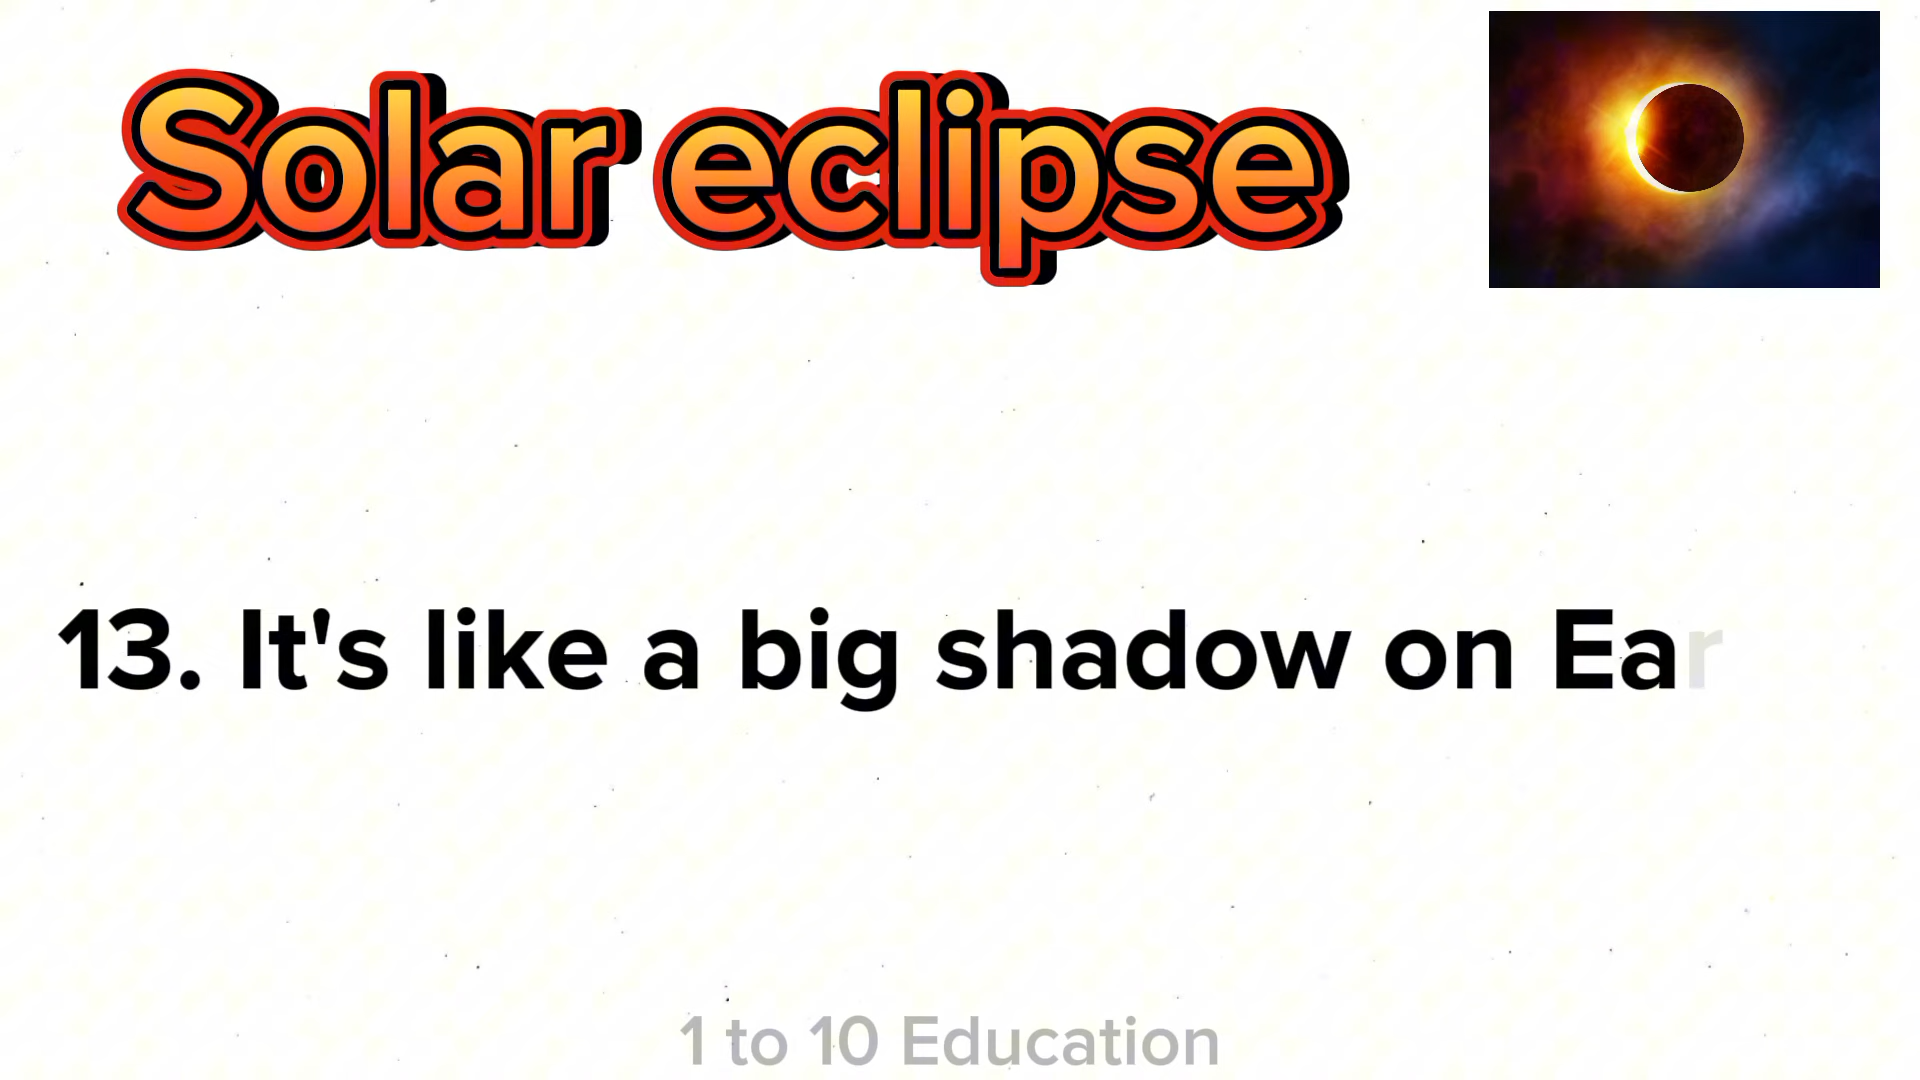 Solar eclipse
13. It's like a big shadow on Ear
1 to 10 Education